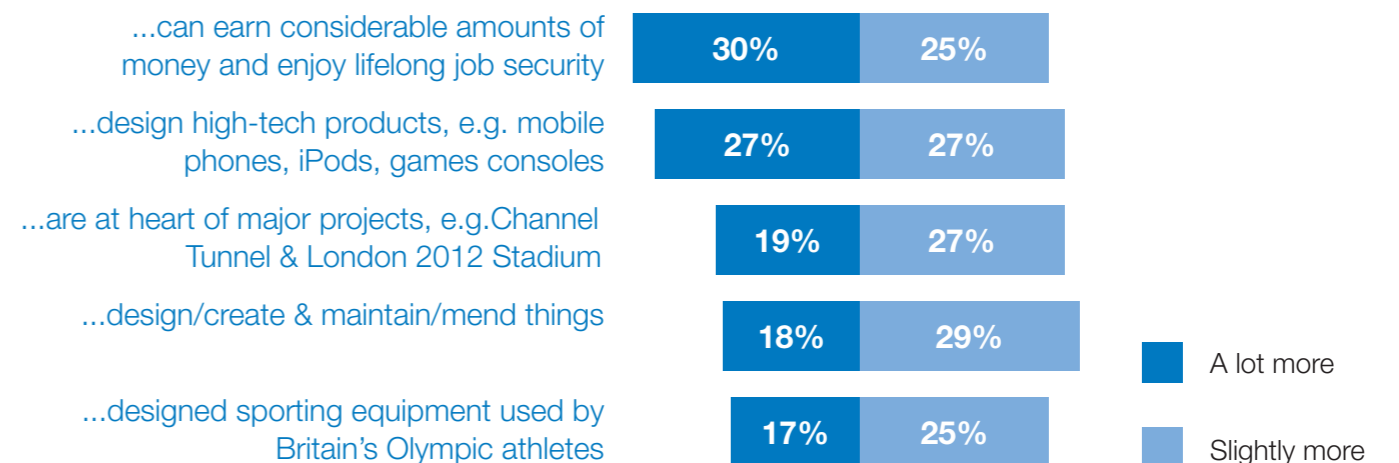 ...can earn considerable amounts of
money and enjoy lifelong job security
30% 25%
...design high-tech products, e.g. mobile
phones, iPods, games consoles
27% 27%
...are at heart of major projects, e.g.Channel
Tunnel & London 2012 Stadium
19% 27%
...design/create & maintain/mend things
18% 29%
...designed sporting equipment used by
Britain's Olympic athletes
17% 25%
A lot more
Slightly more